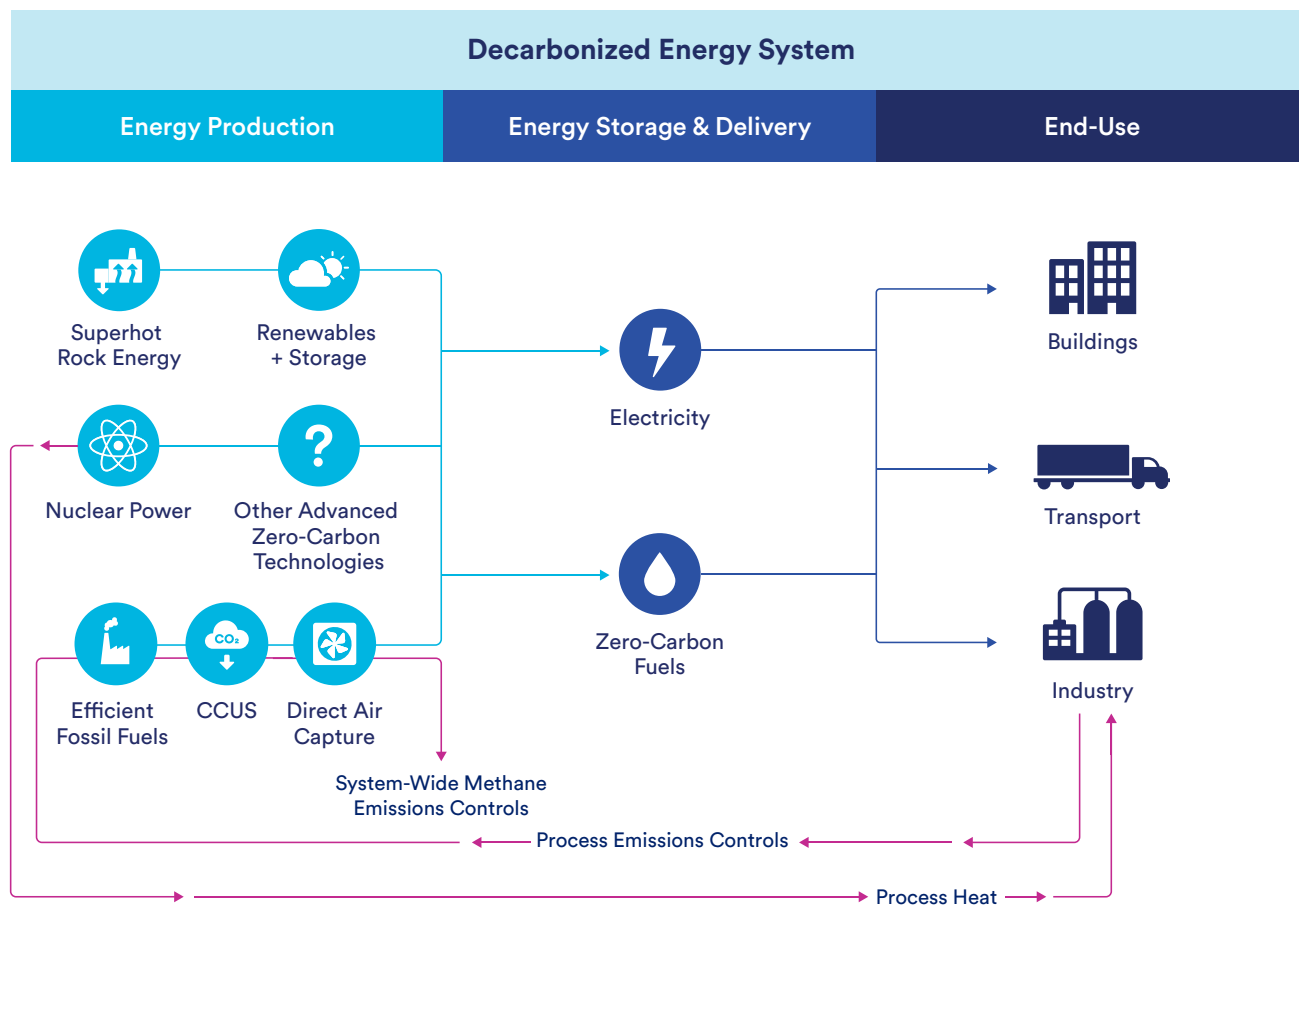 Decarbonized Energy System
Energy Production
Energy Storage & Delivery
End-Use
Superhot
Rock Energy
Renewables
+ Storage
Electricity
Buildings
Nuclear Power
?
Other Advanced
Zero-Carbon
Technologies
Transport
CO₂
Efficient
Fossil Fuels
CCUS
Direct Air
Capture
Zero-Carbon
Fuels
Industry
System-Wide Methane
Emissions Controls
Process Emissions Controls
Process Heat